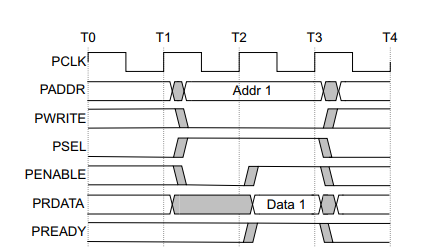 T0 T1 T2 T3 T4
PCLK
PADDR Addr 1
PWRITE
PSEL
PENABLE
PRDATA Data 1
PREADY